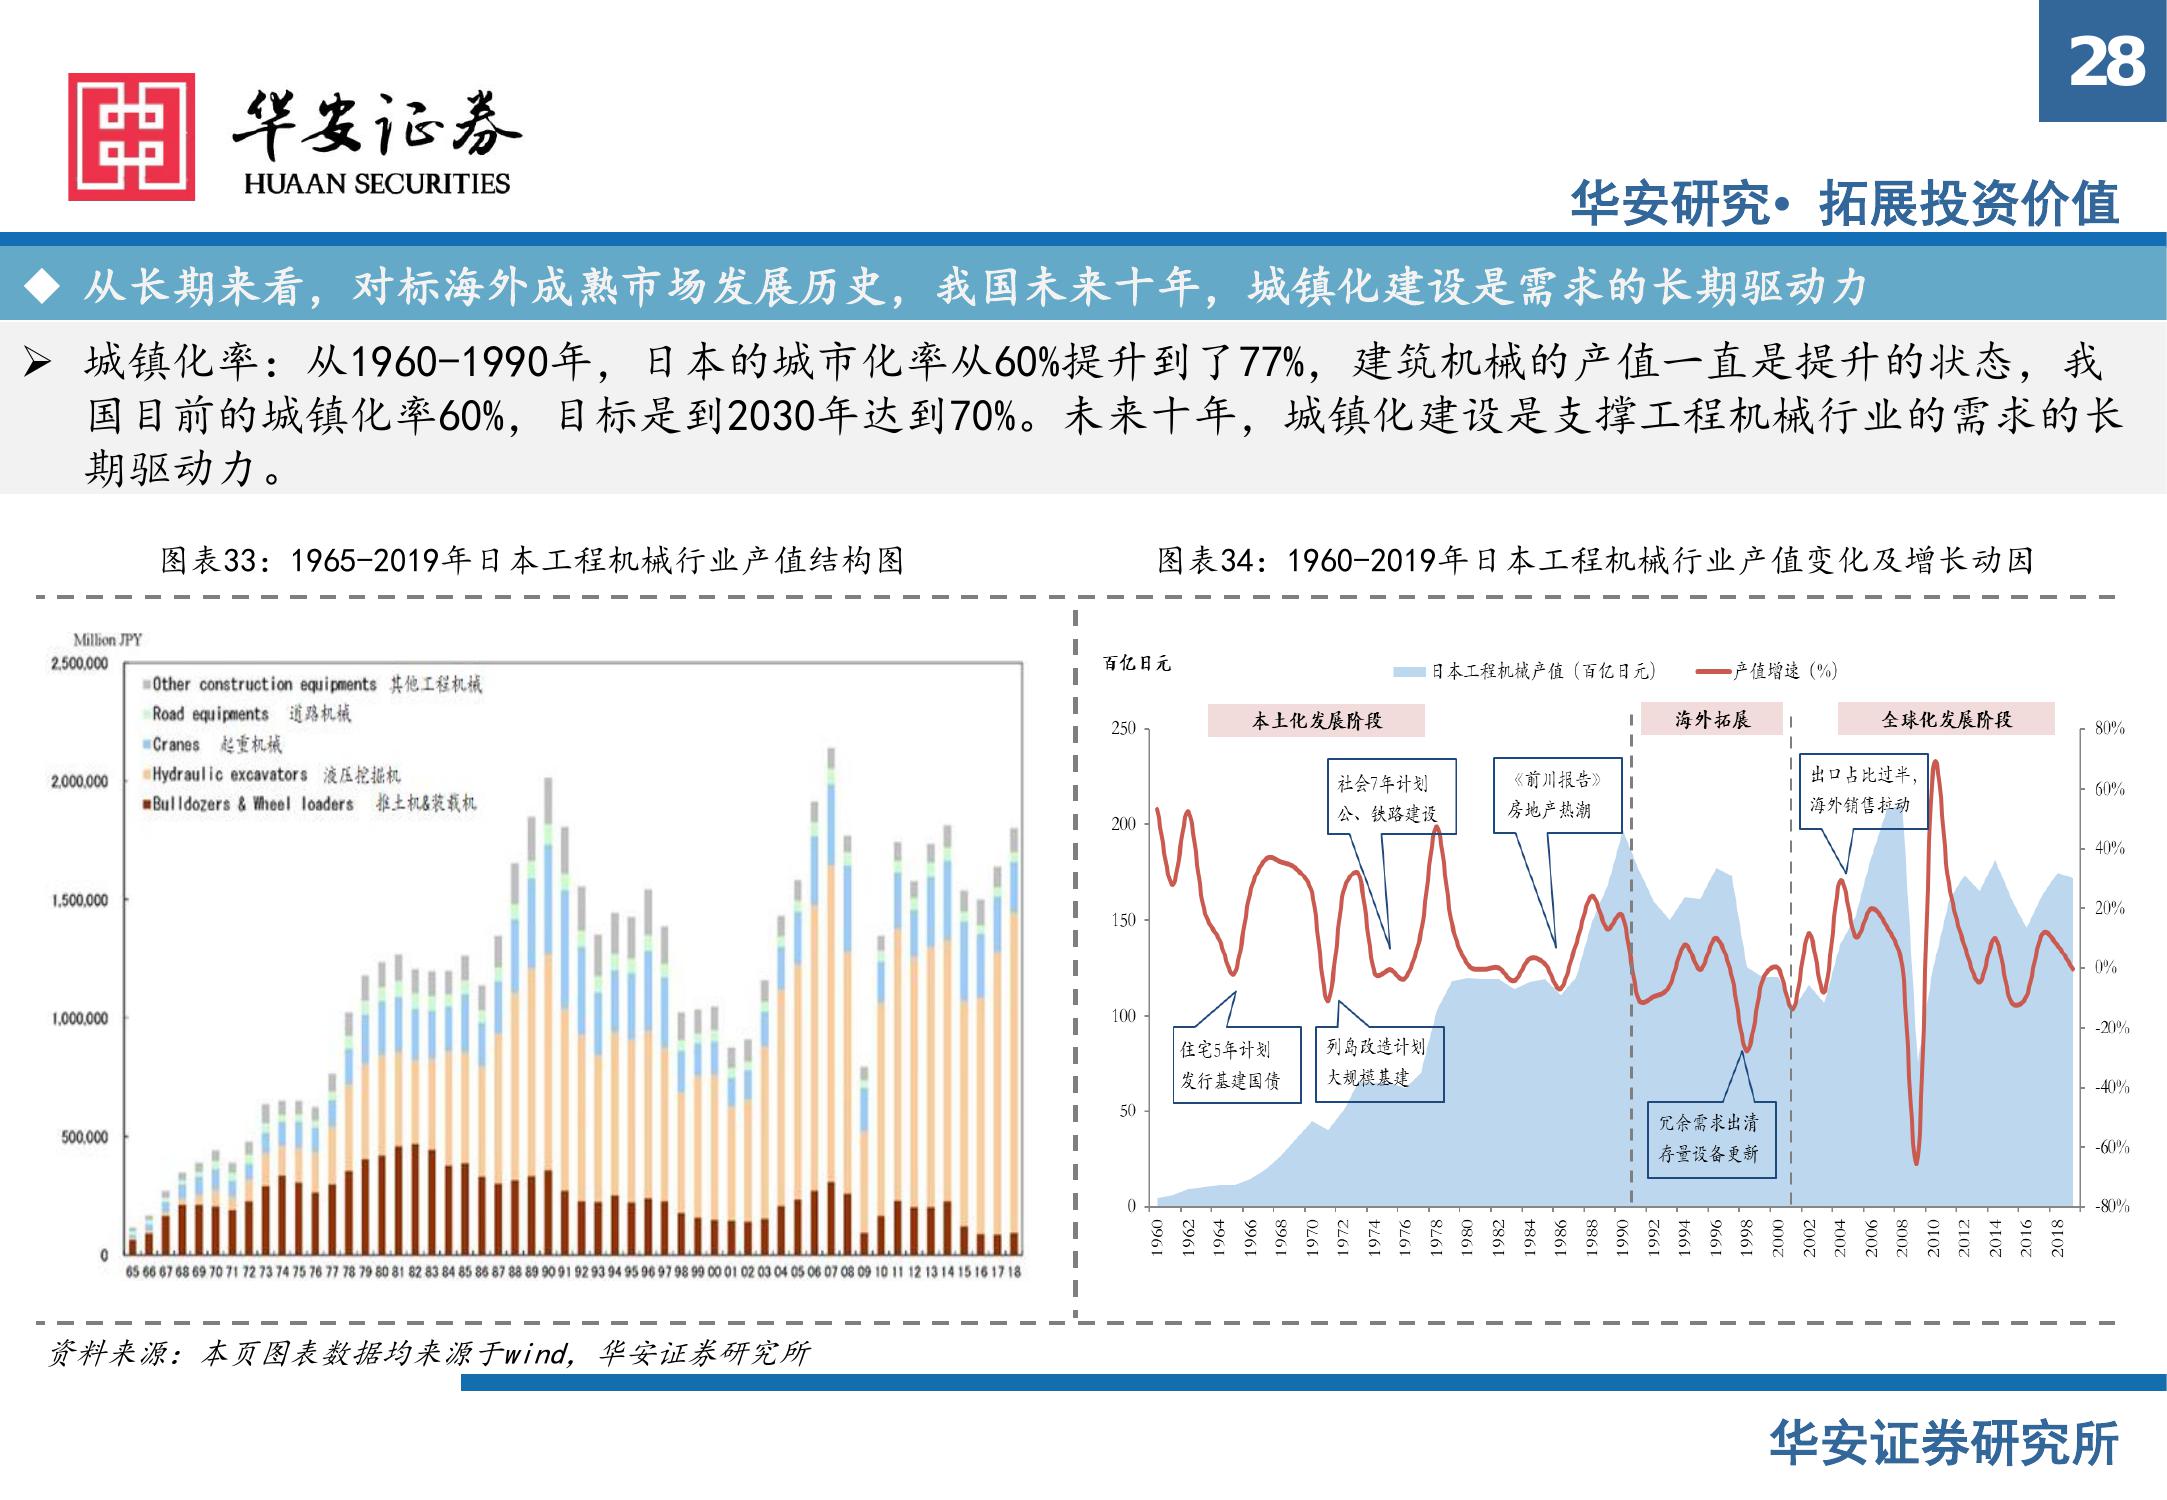 28
华安证券
HUAAN SECURITIES
华安研究• 拓展投资价值
◆ 从长期来看，对标海外成熟市场发展历史，我国未来十年，城镇化建设是需求的长期驱动力
➢ 城镇化率：从1960-1990年，日本的城市化率从60%提升到了77%，建筑机械的产值一直是提升的状态，我
国目前的城镇化率60%，目标是到2030年达到70%。未来十年，城镇化建设是支撑工程机械行业的需求的长
期驱动力。
图表33：1965-2019年日本工程机械行业产值结构图
Million JPY
2,500,000
2,000,000
1,500,000
1,000,000
500,000
0
Other construction equipments 其他工程机械
Road equipments 道路机械
Cranes 起重机械
Hydraulic excavators 液压挖掘机
Bulldozers & Wheel loaders 推土机&装载机
65 66 67 68 69 70 71 72 73 74 75 76 77 78 79 80 81 82 83 84 85 86 87 88 89 90 91 92 93 94 95 96 97 98 99 00 01 02 03 04 05 06 07 08 09 10 11 12 13 14 15 16 17 18
图表34：1960-2019年日本工程机械行业产值变化及增长动因
百亿日元
日本工程机械产值（百亿日元） 产值增速（%）
本土化发展阶段 海外拓展 全球化发展阶段
250
200
150
100
50
0
80%
60%
40%
20%
0%
-20%
-40%
-60%
-80%
社会7年计划
公、铁路建设
《前川报告》
房地产热潮
出口占比过半，
海外销售拉动
住宅5年计划
发行基建国债
列岛改造计划
大规模基建
冗余需求出清
存量设备更新
1960 1962 1964 1966 1968 1970 1972 1974 1976 1978 1980 1982 1984 1986 1988 1990 1992 1994 1996 1998 2000 2002 2004 2006 2008 2010 2012 2014 2016 2018
资料来源：本页图表数据均来源于wind，华安证券研究所
华安证券研究所